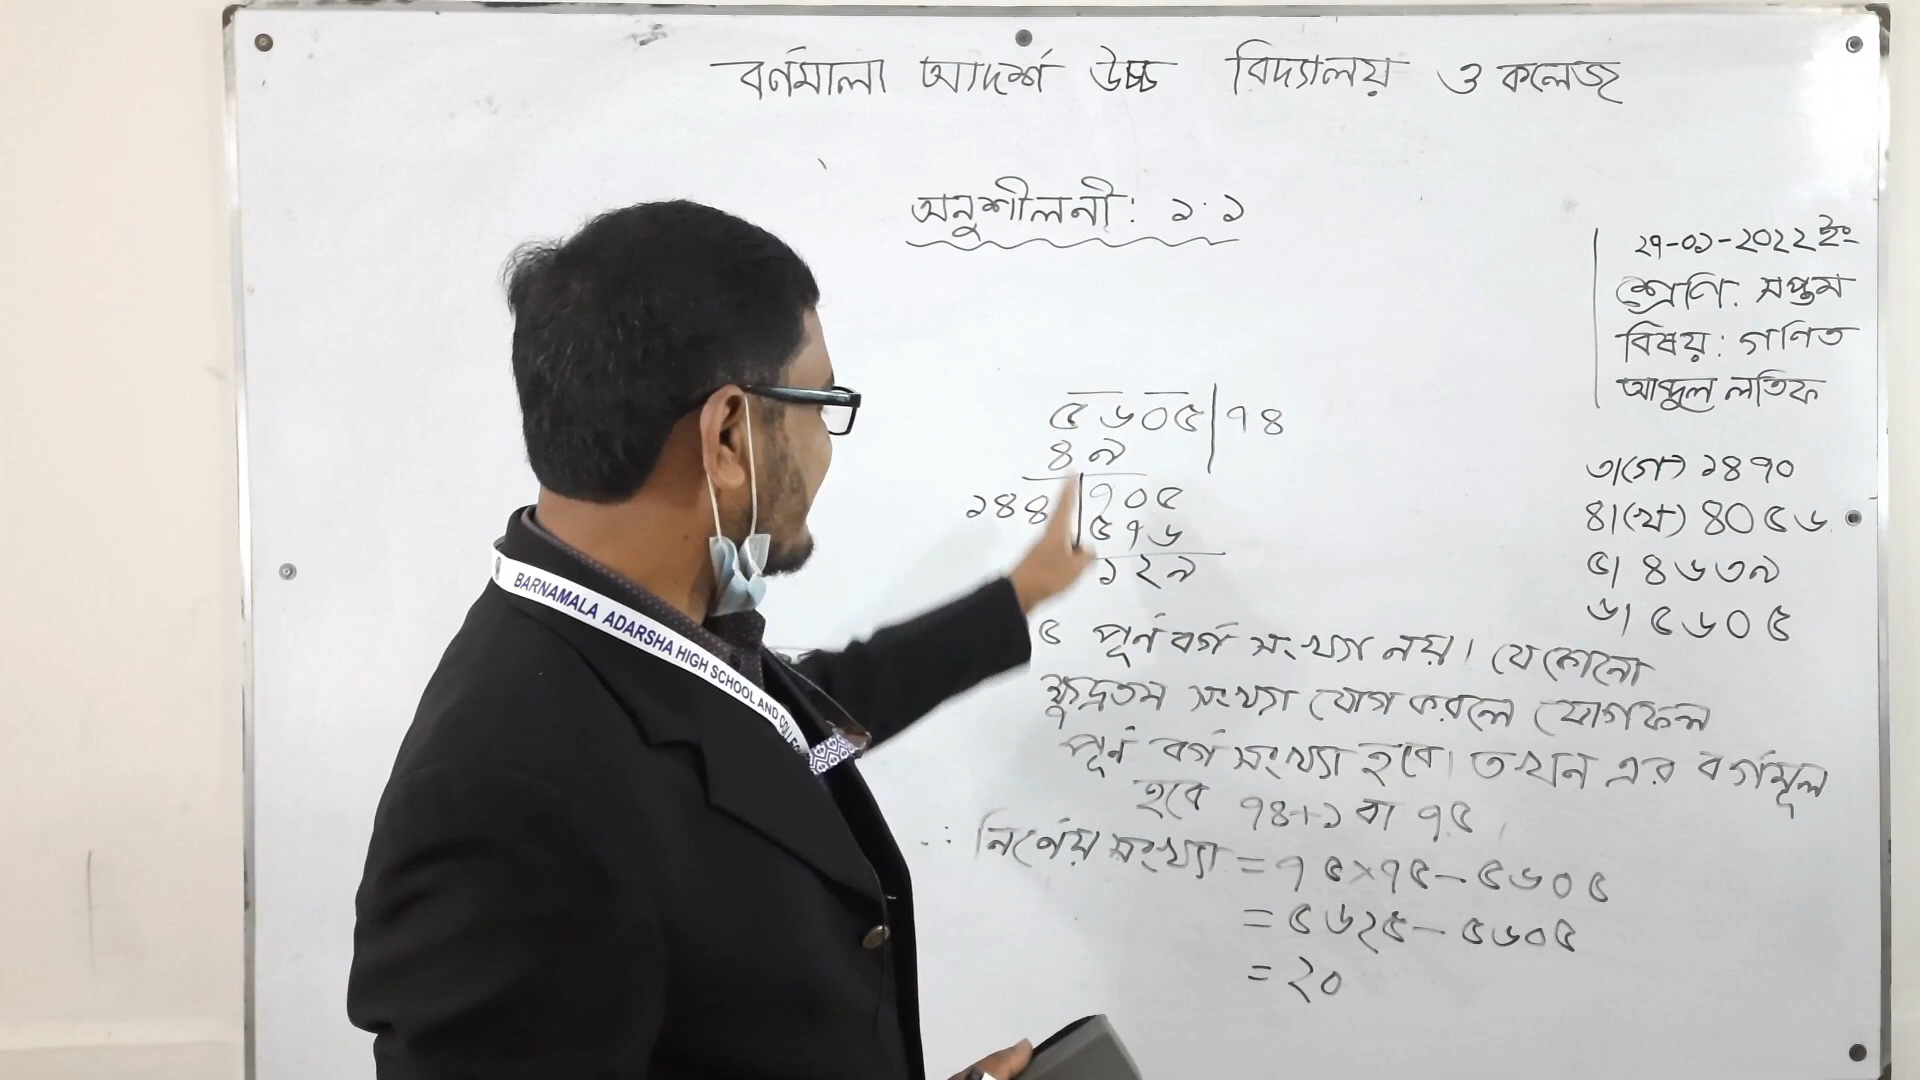 বর্ণমালা আদর্শ উচ্চ বিদ্যালয় ও কলেজ
অনুশীলনী: ১.১
২৭-০১-২০২২ ইং
শ্রেণি: সপ্তম
বিষয়: গণিত
আব্দুল লতিফ
৫৬০৫|৭৪
৪৯
১৪৪|৭০৫
৫৭৬
১২৯
৩।(গ) ১৪৭০
৪।(খ) ৪০৫৬
৫। ৪৬৩৯
৬। ৫৬০৫
৫ পূর্ণবর্গ সংখ্যা নয়। যেকোনো
ক্ষুদ্রতম সংখ্যা যোগ করলে যোগফল
পূর্ণ বর্গ সংখ্যা হবে। তখন এর বর্গমূল
হবে ৭৪+১ বা ৭৫
∴ নির্ণেয় সংখ্যা = ৭৫×৭৫-৫৬০৫
= ৫৬২৫-৫৬০৫
= ২০
BARNAMALA ADARSHA HIGH SCHOOL AND COLLEG